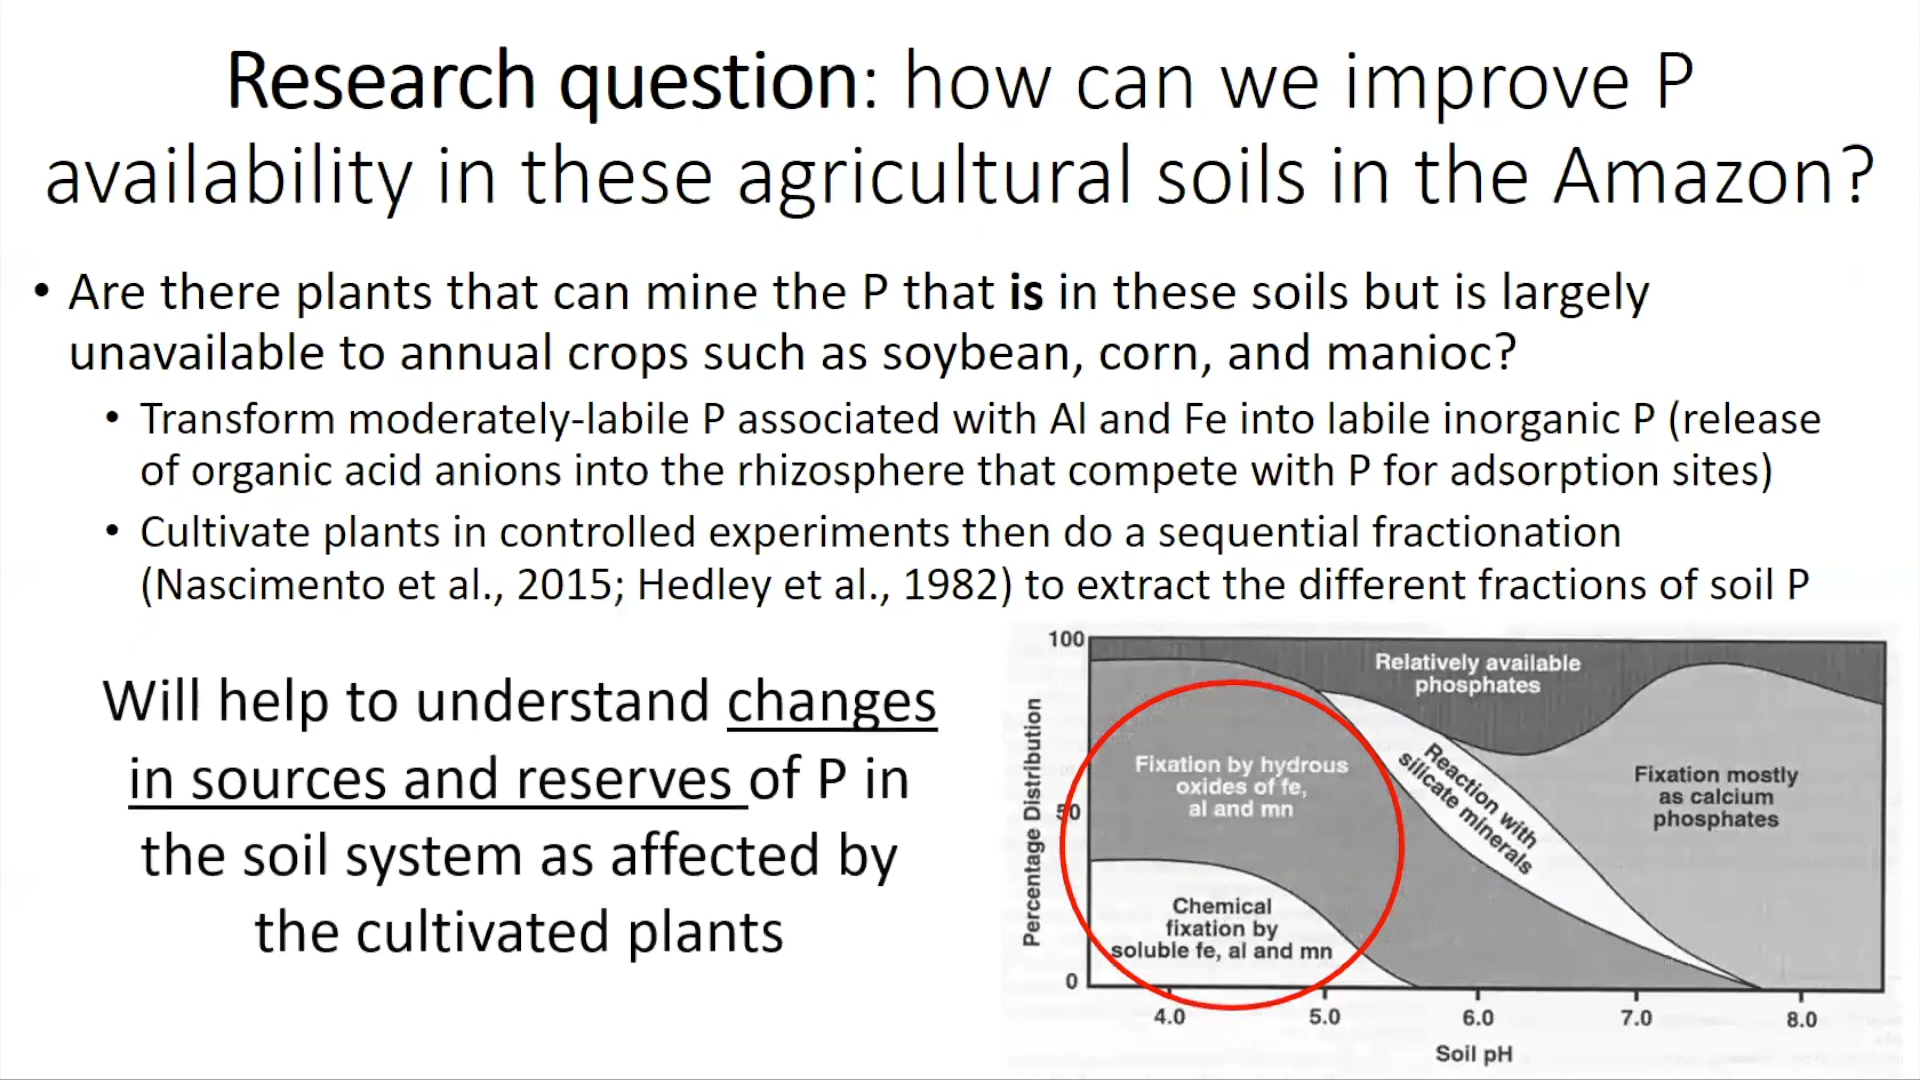 Research question: how can we improve P
availability in these agricultural soils in the Amazon?
• Are there plants that can mine the P that is in these soils but is largely
unavailable to annual crops such as soybean, corn, and manioc?
• Transform moderately-labile P associated with Al and Fe into labile inorganic P (release
of organic acid anions into the rhizosphere that compete with P for adsorption sites)
• Cultivate plants in controlled experiments then do a sequential fractionation
(Nascimento et al., 2015; Hedley et al., 1982) to extract the different fractions of soil P
Will help to understand changes
in sources and reserves of P in
the soil system as affected by
the cultivated plants
100
50
0
Percentage Distribution
Relatively available
phosphates
Fixation by hydrous
oxides of fe,
al and mn
Reaction with
silicate minerals
Fixation mostly
as calcium
phosphates
Chemical
fixation by
soluble fe, al and mn
4.0 5.0 6.0 7.0 8.0
Soil pH